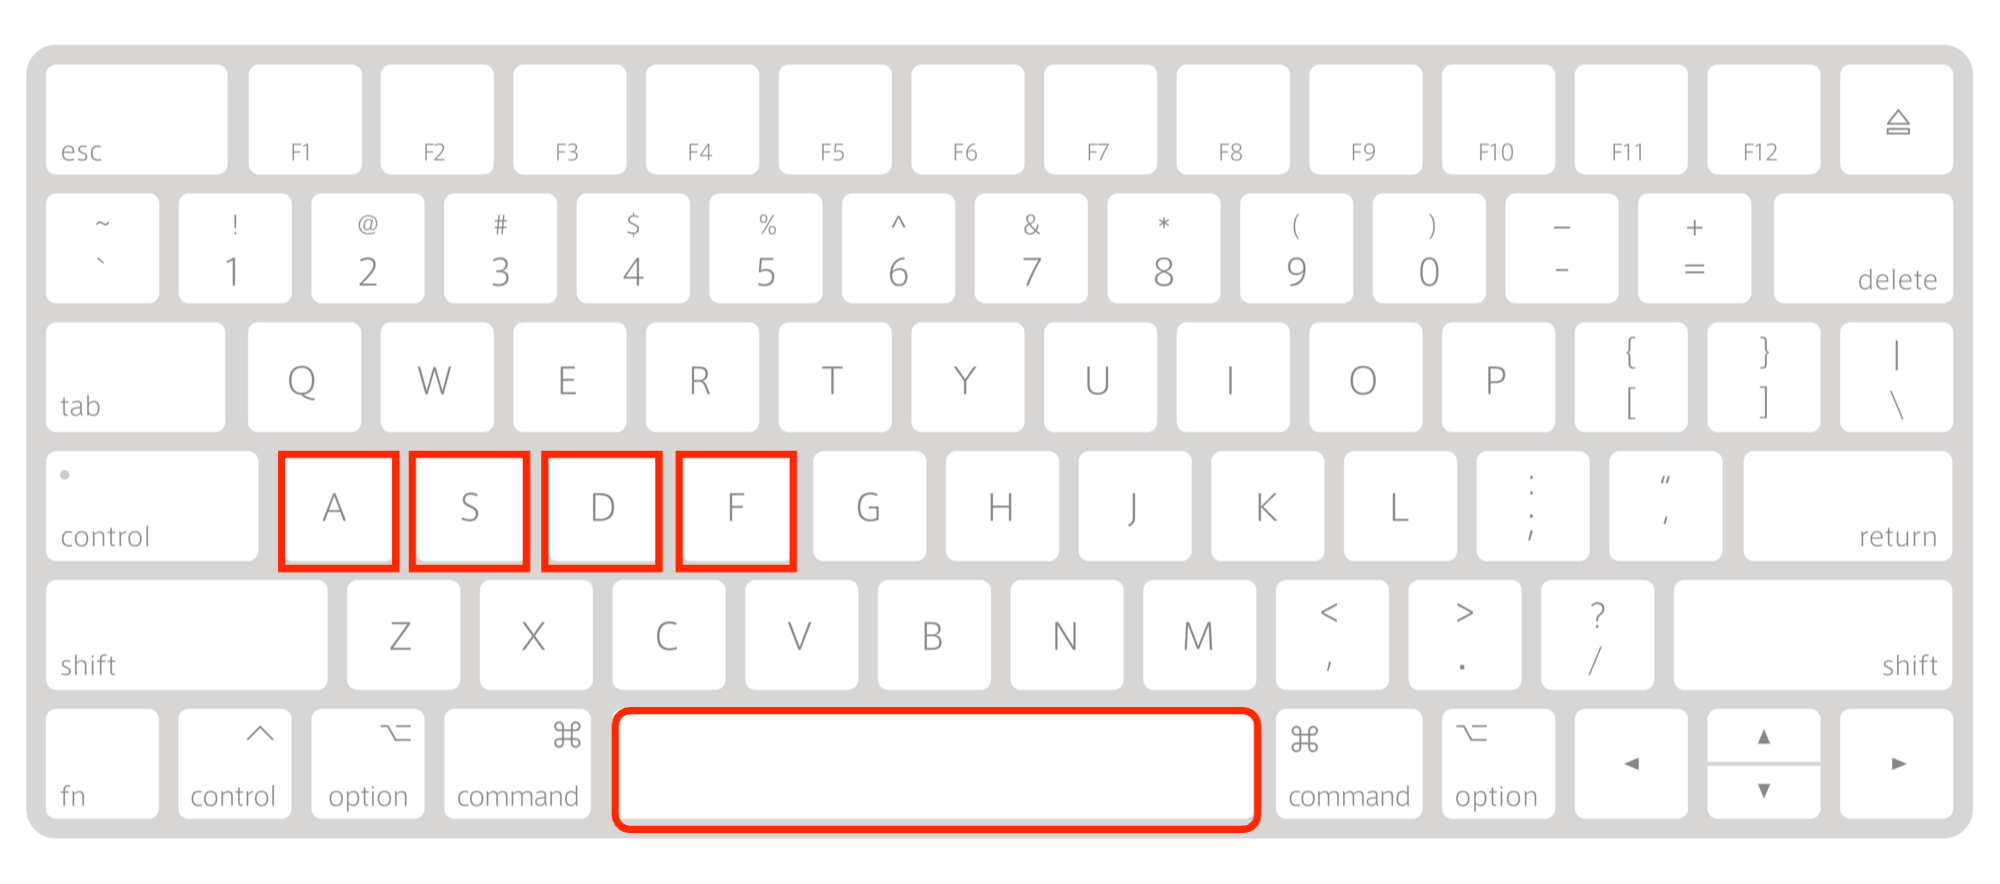 esc F1 F2 F3 F4 F5 F6 F7 F8 F9 F10 F11 F12
~ ! @ # $ % ^ & * ( ) – +
` 1 2 3 4 5 6 7 8 9 0 - = delete
tab Q W E R T Y U I O P { [ } ] | \
control A S D F G H J K L : ; “ ‘ return
shift Z X C V B N M < , > . ? / shift
fn control option ⌘ command ⌘ command option ◄ ▲ ▼ ►